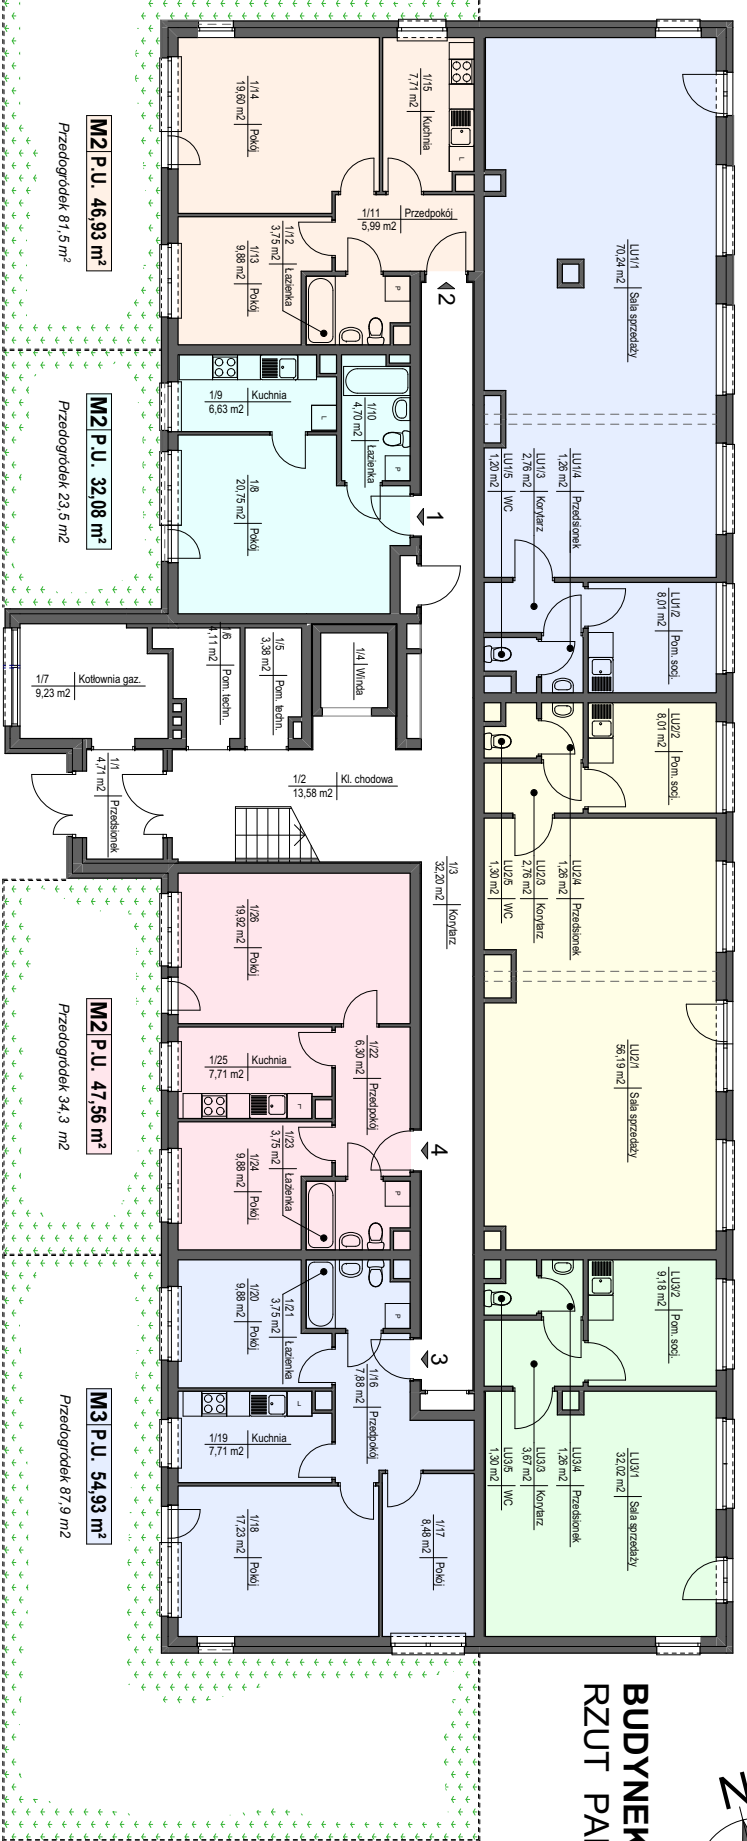 BUDYNEK
RZUT PA
N
LU1/1 Sala sprzedaży
70,24 m2
LU1/4 Przedsionek
1,26 m2
LU1/3 Korytarz
2,76 m2
LU1/5 WC
1,20 m2
LU1/2 Pom. socj.
8,01 m2
LU2/2 Pom. socj.
8,01 m2
LU2/4 Przedsionek
1,26 m2
LU2/3 Korytarz
2,76 m2
LU2/5 WC
1,30 m2
LU2/1 Sala sprzedaży
56,19 m2
LU3/2 Pom. socj.
9,18 m2
LU3/4 Przedsionek
1,26 m2
LU3/3 Korytarz
3,67 m2
LU3/5 WC
1,30 m2
LU3/1 Sala sprzedaży
32,02 m2
1/15 Kuchnia
7,71 m2
L
1/14 Pokój
19,60 m2
1/11 Przedpokój
5,99 m2
1/12 Łazienka
3,75 m2
1/13 Pokój
9,88 m2
P
2
1/9 Kuchnia
6,63 m2
L
1/10 Łazienka
4,70 m2
P
1/8 Pokój
20,75 m2
1
1/7 Kotłownia gaz.
9,23 m2
1/6 Pom. techn.
4,11 m2
1/5 Pom. techn.
3,38 m2
1/4 Winda
1/1 Przedsionek
4,71 m2
1/2 Kl. chodowa
13,58 m2
1/3 Korytarz
32,20 m2
1/26 Pokój
19,92 m2
1/22 Przedpokój
6,30 m2
1/25 Kuchnia
7,71 m2
L
1/23 Łazienka
3,75 m2
1/24 Pokój
9,88 m2
P
4
1/20 Pokój
9,88 m2
1/21 Łazienka
3,75 m2
P
3
1/16 Przedpokój
7,88 m2
1/19 Kuchnia
7,71 m2
L
1/18 Pokój
17,23 m2
1/17 Pokój
8,48 m2
M2 P.U. 46,93 m²
Przedogródek 81,5 m²
M2 P.U. 32,08 m²
Przedogródek 23,5 m2
M2 P.U. 47,56 m²
Przedogródek 34,3 m2
M3 P.U. 54,93 m²
Przedogródek 87,9 m2